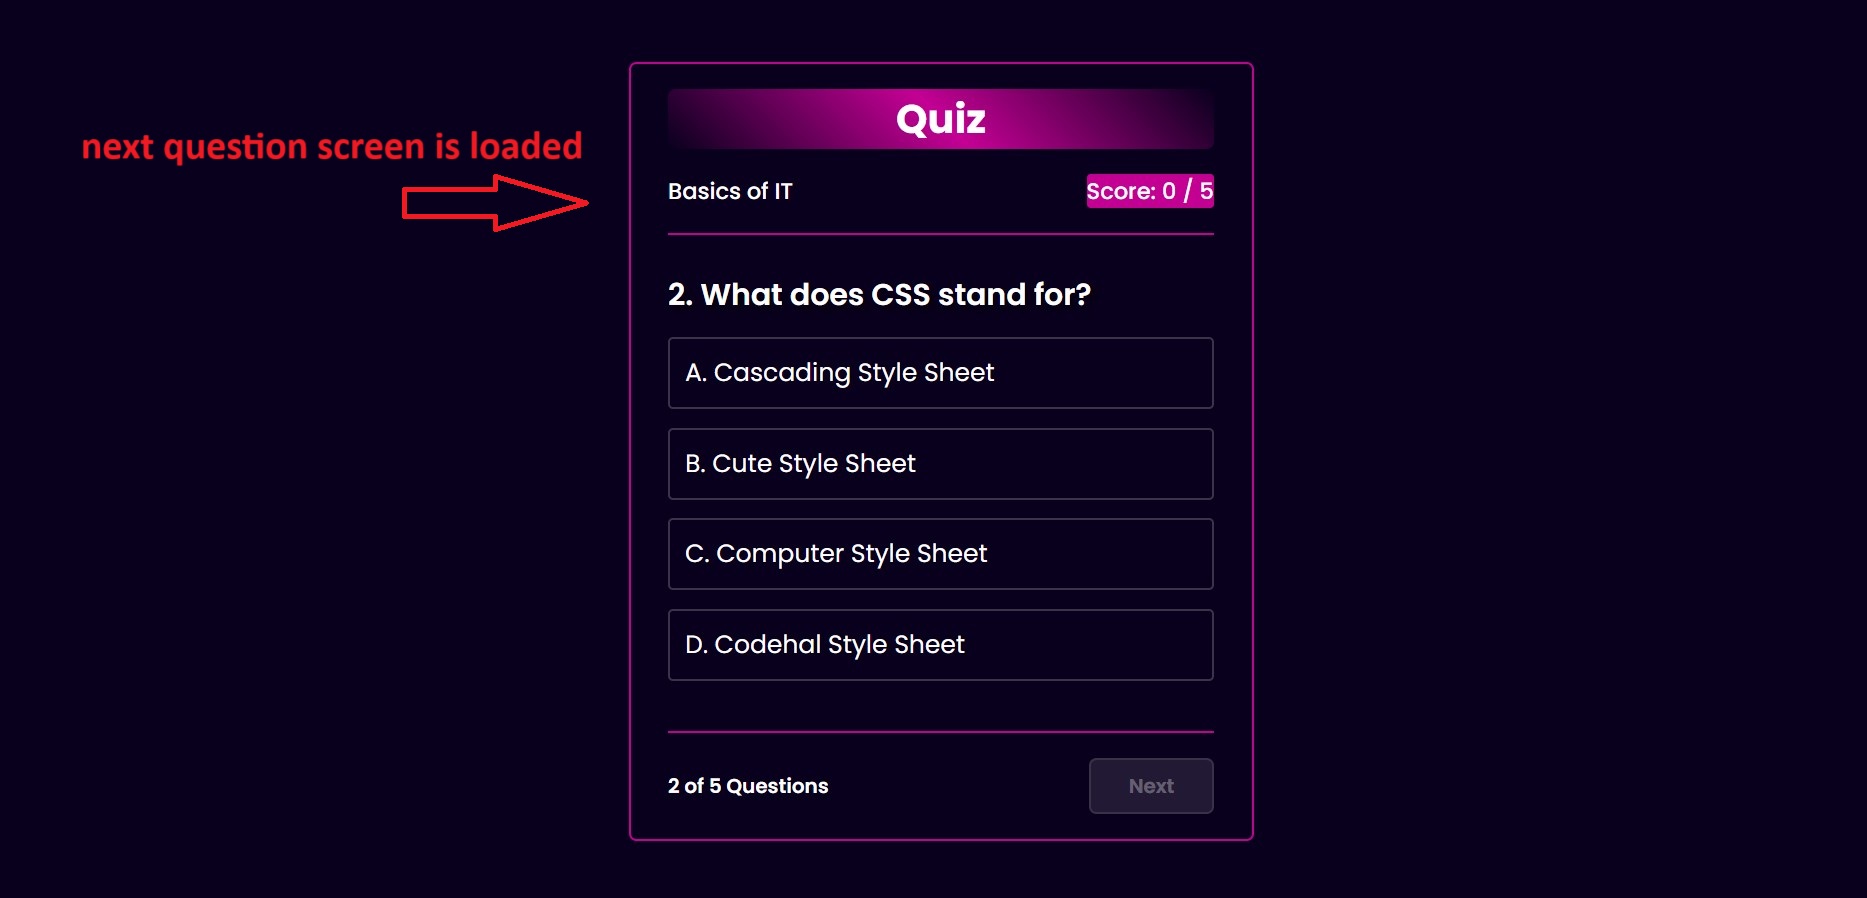 next question screen is loaded
Quiz
Basics of IT
Score: 0 / 5
2. What does CSS stand for?
A. Cascading Style Sheet
B. Cute Style Sheet
C. Computer Style Sheet
D. Codehal Style Sheet
2 of 5 Questions
Next